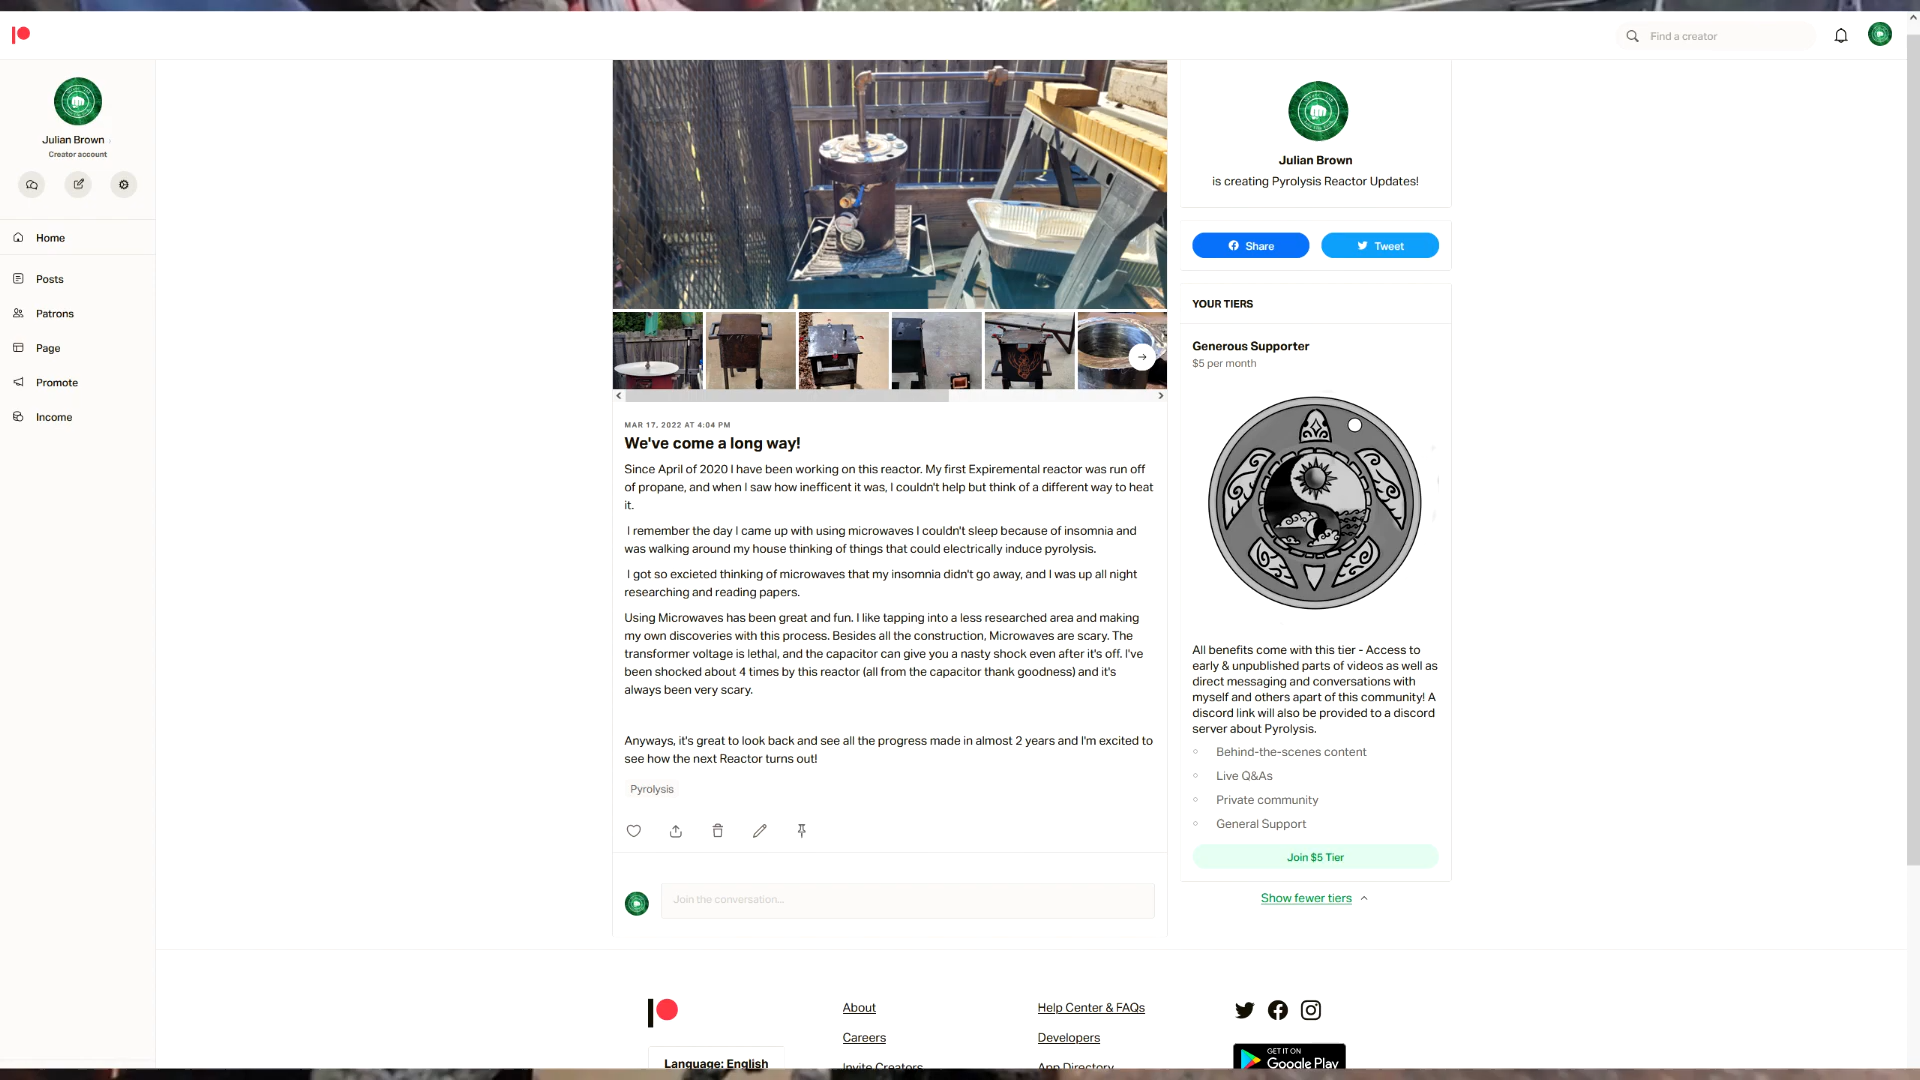 Find a creator
Julian Brown
Creator account
Home
Posts
Patrons
Page
Promote
Income
MAR 17, 2022 AT 4:04 PM
We've come a long way!
Since April of 2020 I have been working on this reactor. My first Expiremental reactor was run off
of propane, and when I saw how inefficent it was, I couldn't help but think of a different way to heat
it.
I remember the day I came up with using microwaves I couldn't sleep because of insomnia and
was walking around my house thinking of things that could electrically induce pyrolysis.
I got so excieted thinking of microwaves that my insomnia didn't go away, and I was up all night
researching and reading papers.
Using Microwaves has been great and fun. I like tapping into a less researched area and making
my own discoveries with this process. Besides all the construction, Microwaves are scary. The
transformer voltage is lethal, and the capacitor can give you a nasty shock even after it's off. I've
been shocked about 4 times by this reactor (all from the capacitor thank goodness) and it's
always been very scary.
Anyways, it's great to look back and see all the progress made in almost 2 years and I'm excited to
see how the next Reactor turns out!
Pyrolysis
Join the conversation...
Julian Brown
is creating Pyrolysis Reactor Updates!
Share
Tweet
YOUR TIERS
Generous Supporter
$5 per month
All benefits come with this tier - Access to
early & unpublished parts of videos as well as
direct messaging and conversations with
myself and others apart of this community! A
discord link will also be provided to a discord
server about Pyrolysis.
Behind-the-scenes content
Live Q&As
Private community
General Support
Join $5 Tier
Show fewer tiers
About
Careers
Invite Creators
Help Center & FAQs
Developers
App Directory
Language: English
GET IT ON
Google Play